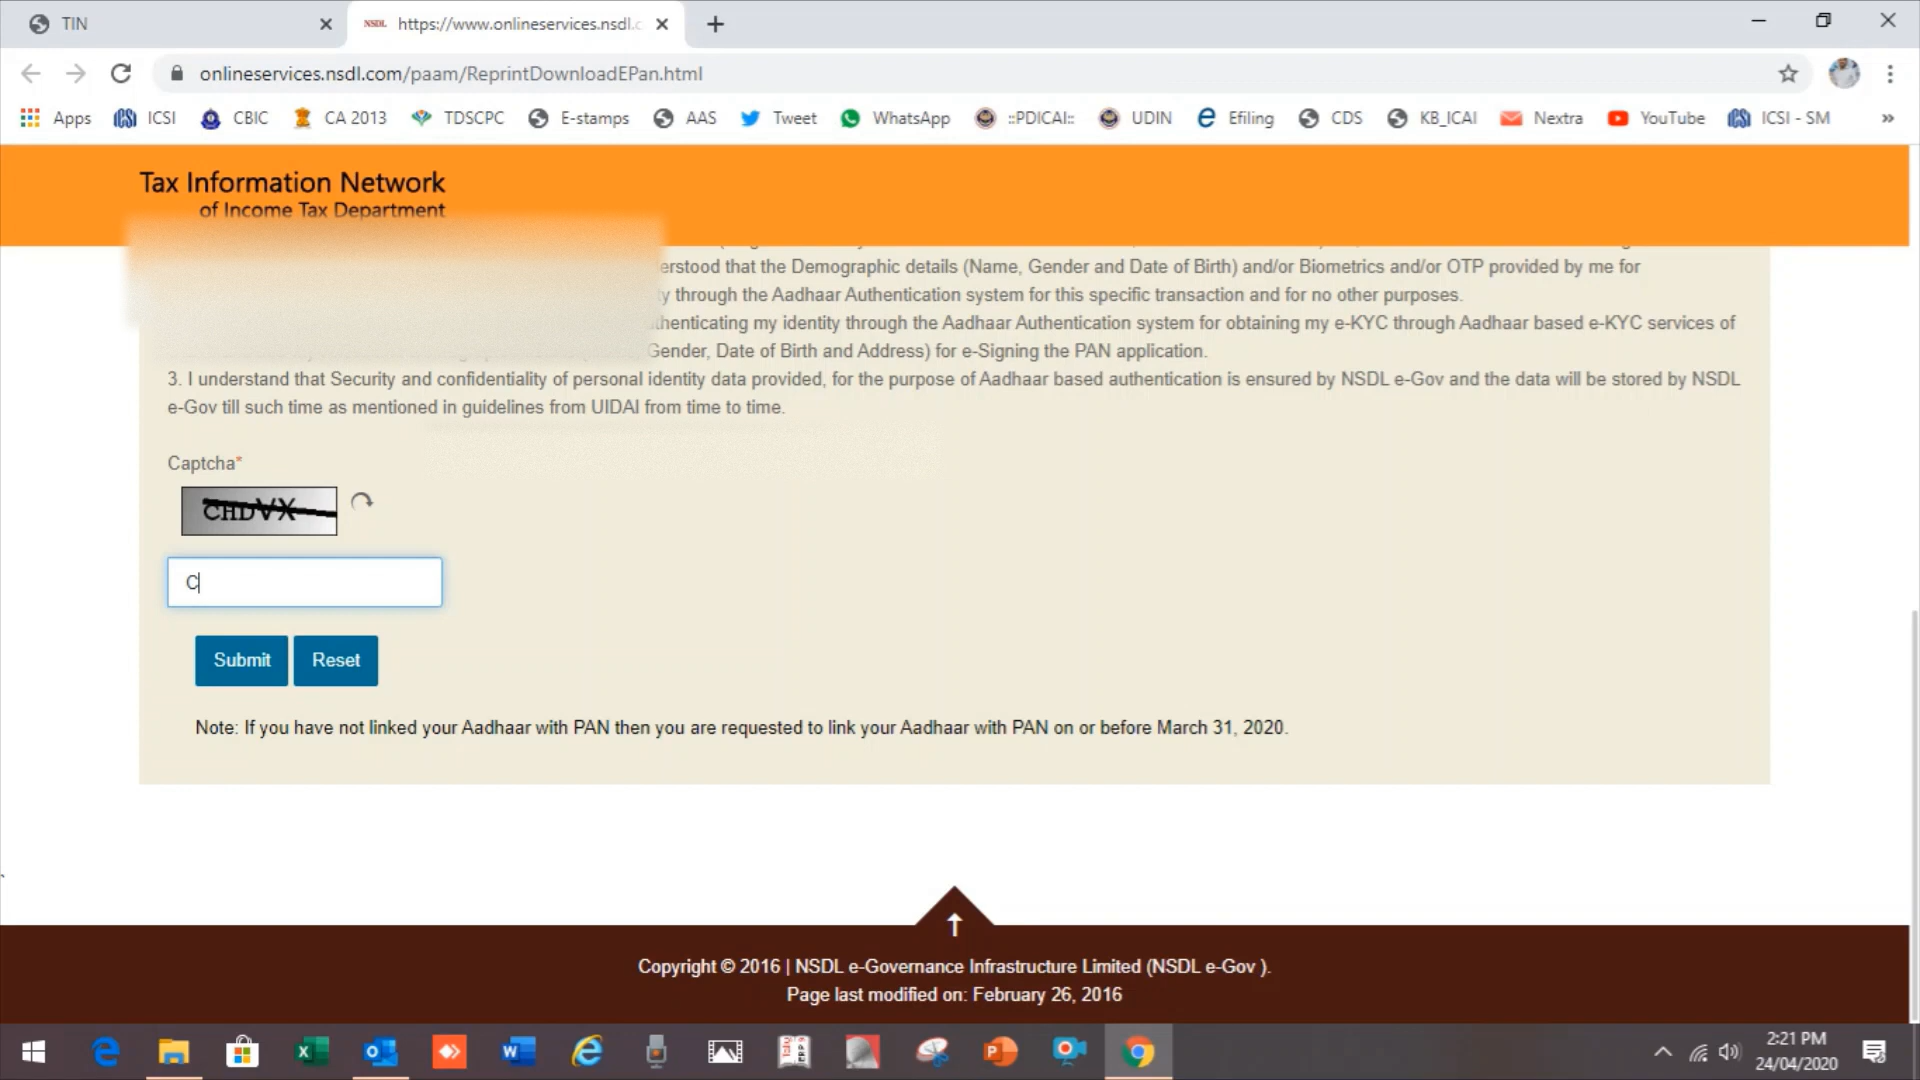 TIN
NSDL https://www.onlineservices.nsdl.c
onlineservices.nsdl.com/paam/ReprintDownloadEPan.html
Apps ICSI CBIC CA 2013 TDSCPC E-stamps AAS Tweet WhatsApp ::PDICAI:: UDIN Efiling CDS KB_ICAI Nextra YouTube ICSI - SM »
Tax Information Network
of Income Tax Department
erstood that the Demographic details (Name, Gender and Date of Birth) and/or Biometrics and/or OTP provided by me for
y through the Aadhaar Authentication system for this specific transaction and for no other purposes.
thenticating my identity through the Aadhaar Authentication system for obtaining my e-KYC through Aadhaar based e-KYC services of
Gender, Date of Birth and Address) for e-Signing the PAN application.
3. I understand that Security and confidentiality of personal identity data provided, for the purpose of Aadhaar based authentication is ensured by NSDL e-Gov and the data will be stored by NSDL
e-Gov till such time as mentioned in guidelines from UIDAI from time to time.
Captcha*
CHDVX
C
Submit Reset
Note: If you have not linked your Aadhaar with PAN then you are requested to link your Aadhaar with PAN on or before March 31, 2020.
Copyright © 2016 | NSDL e-Governance Infrastructure Limited (NSDL e-Gov ).
Page last modified on: February 26, 2016
2:21 PM
24/04/2020